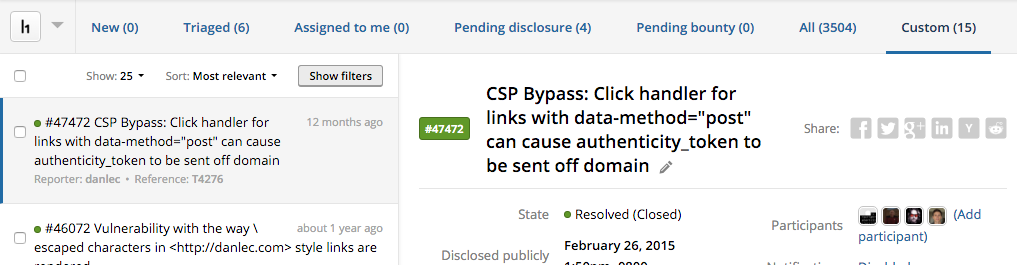 h
New (0)
Triaged (6)
Assigned to me (0)
Pending disclosure (4)
Pending bounty (0)
All (3504)
Custom (15)
Show: 25
Sort: Most relevant
Show filters
#47472 CSP Bypass: Click handler for
links with data-method="post" can cause
authenticity_token to be sent off domain
12 months ago
Reporter: danlec • Reference: T4276
#46072 Vulnerability with the way \
escaped characters in <http://danlec.com> style links are
rendered
about 1 year ago
#47472
CSP Bypass: Click handler for
links with data-method="post"
can cause authenticity_token to
be sent off domain
Share:
State
Resolved (Closed)
Disclosed publicly
February 26, 2015
1:50pm -0800
Participants
(Add
participant)